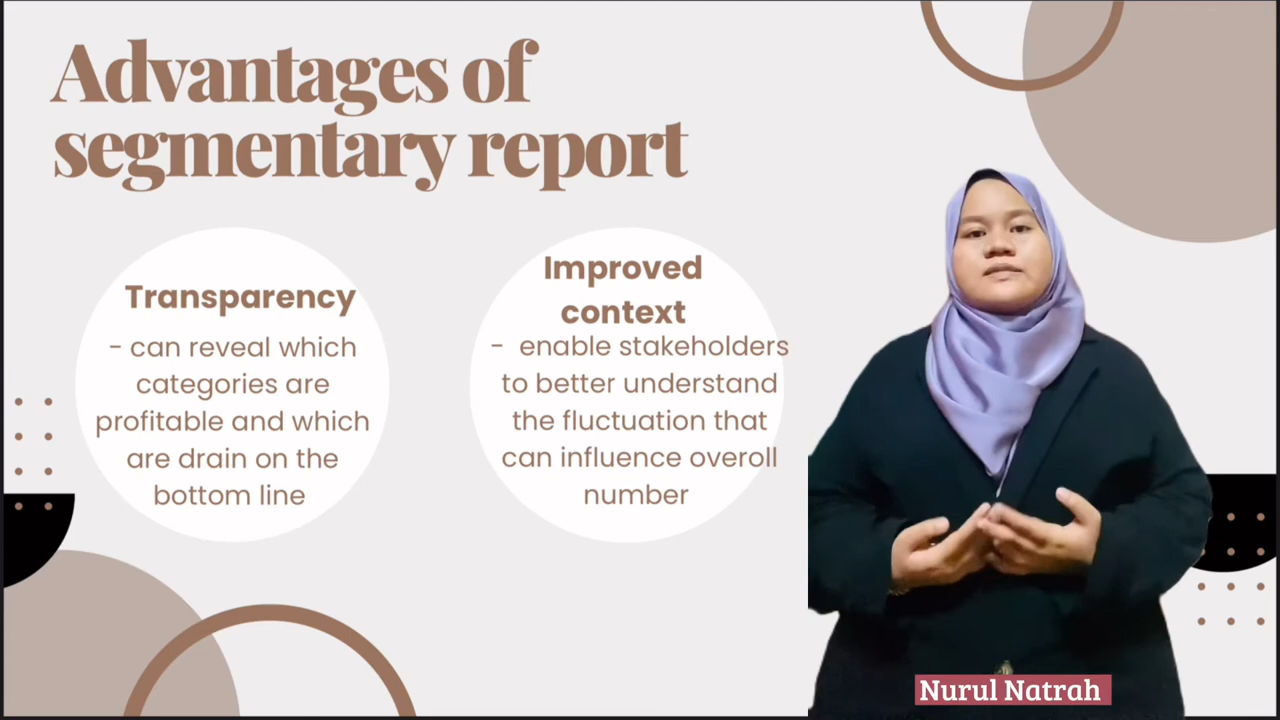 Advantages of
segmentary report
Transparency
- can reveal which
categories are
profitable and which
are drain on the
bottom line
Improved
context
- enable stakeholders
to better understand
the fluctuation that
can influence overoll
number
Nurul Natrah